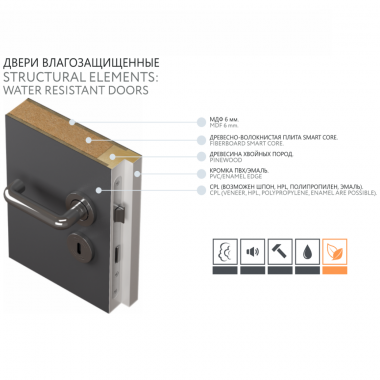 ДВЕРИ ВЛАГОЗАЩИЩЕННЫЕ
STRUCTURAL ELEMENTS:
WATER RESISTANT DOORS
МДФ 6 мм.
MDF 6 mm.
ДРЕВЕСНО-ВОЛОКНИСТАЯ ПЛИТА SMART CORE.
FIBERBOARD SMART CORE.
ДРЕВЕСИНА ХВОЙНЫХ ПОРОД.
PINEWOOD
КРОМКА ПВХ/ЭМАЛЬ.
PVC/ENAMEL EDGE
CPL (ВОЗМОЖЕН ШПОН, HPL, ПОЛИПРОПИЛЕН, ЭМАЛЬ).
CPL (VENEER, HPL, POLYPROPYLENE, ENAMEL ARE POSSIBLE).